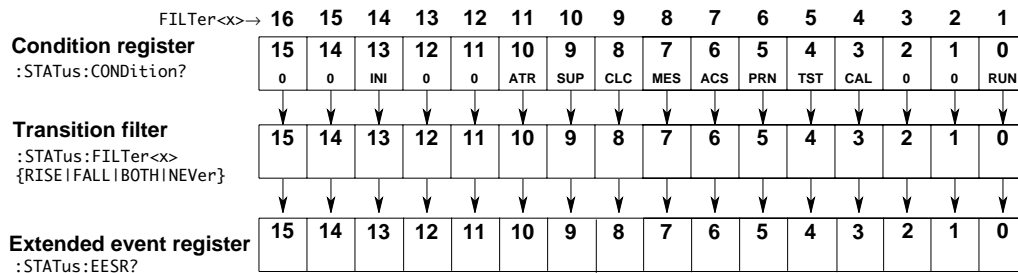 FILTer<x>→ 16 15 14 13 12 11 10 9 8 7 6 5 4 3 2 1
Condition register 15 14 13 12 11 10 9 8 7 6 5 4 3 2 1 0
:STATus:CONDition? 0 0 INI 0 0 ATR SUP CLC MES ACS PRN TST CAL 0 0 RUN
Transition filter 15 14 13 12 11 10 9 8 7 6 5 4 3 2 1 0
:STATus:FILTer<x>
{RISE|FALL|BOTH|NEVer}
Extended event register 15 14 13 12 11 10 9 8 7 6 5 4 3 2 1 0
:STATus:EESR?